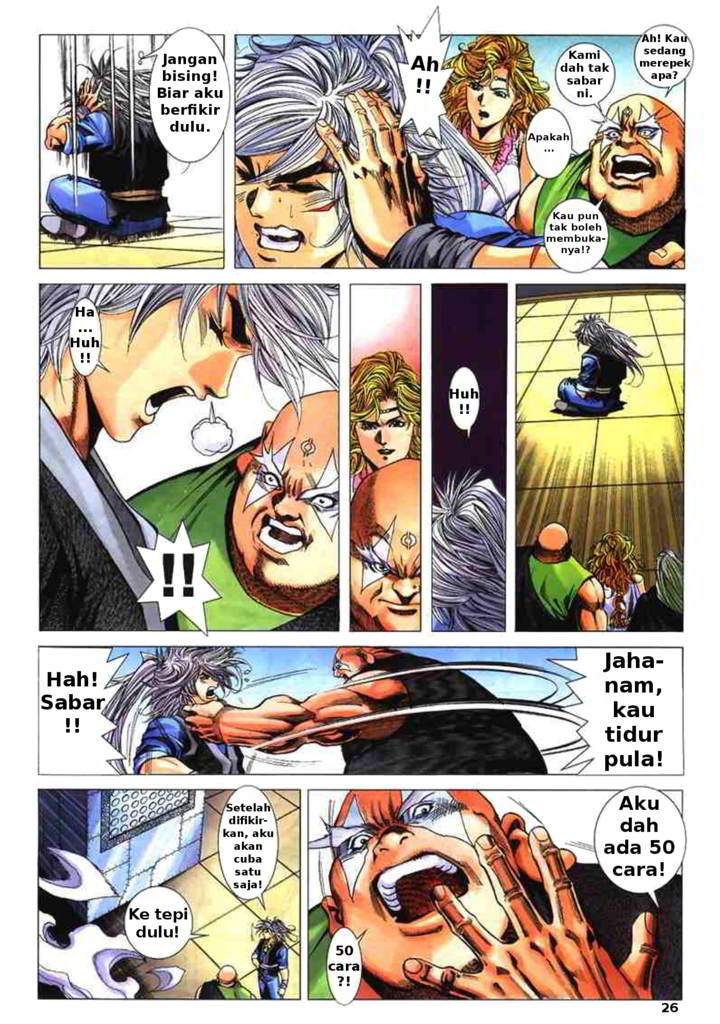 Jangan
bising!
Biar aku
berfikir
dulu.
Ah
!!
Kami
dah tak
sabar
ni.
Ah! Kau
sedang
merepek
apa?
Apakah
...
Kau pun
tak boleh
membuka-
nya!?
Ha
...
Huh
!!
!!
Huh
!!
Hah!
Sabar
!!
Jaha-
nam,
kau
tidur
pula!
Setelah
difikir-
kan, aku
akan
cuba
satu
saja!
Ke tepi
dulu!
Aku
dah
ada 50
cara!
50
cara
?!
26